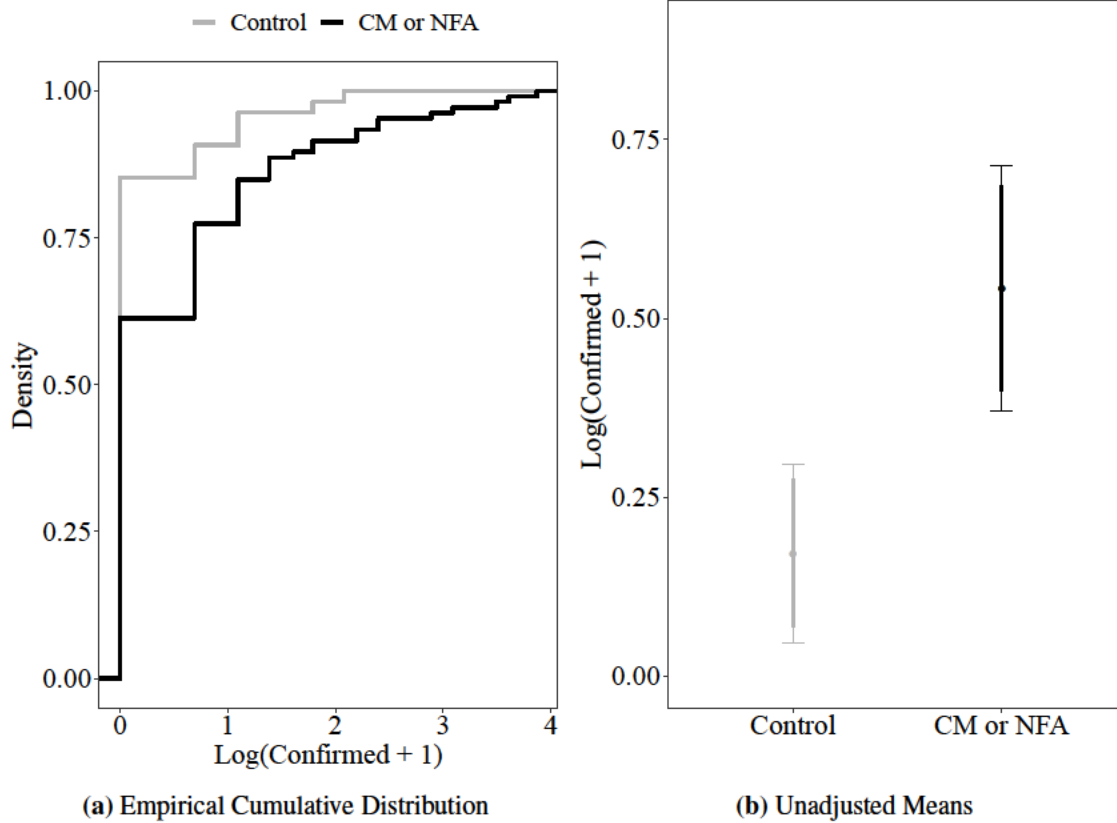 Control CM or NFA
1.00
0.75
0.50
0.25
0.00
Density
0 1 2 3 4
Log(Confirmed + 1)
(a) Empirical Cumulative Distribution
0.75
0.50
0.25
0.00
Log(Confirmed + 1)
Control CM or NFA
(b) Unadjusted Means